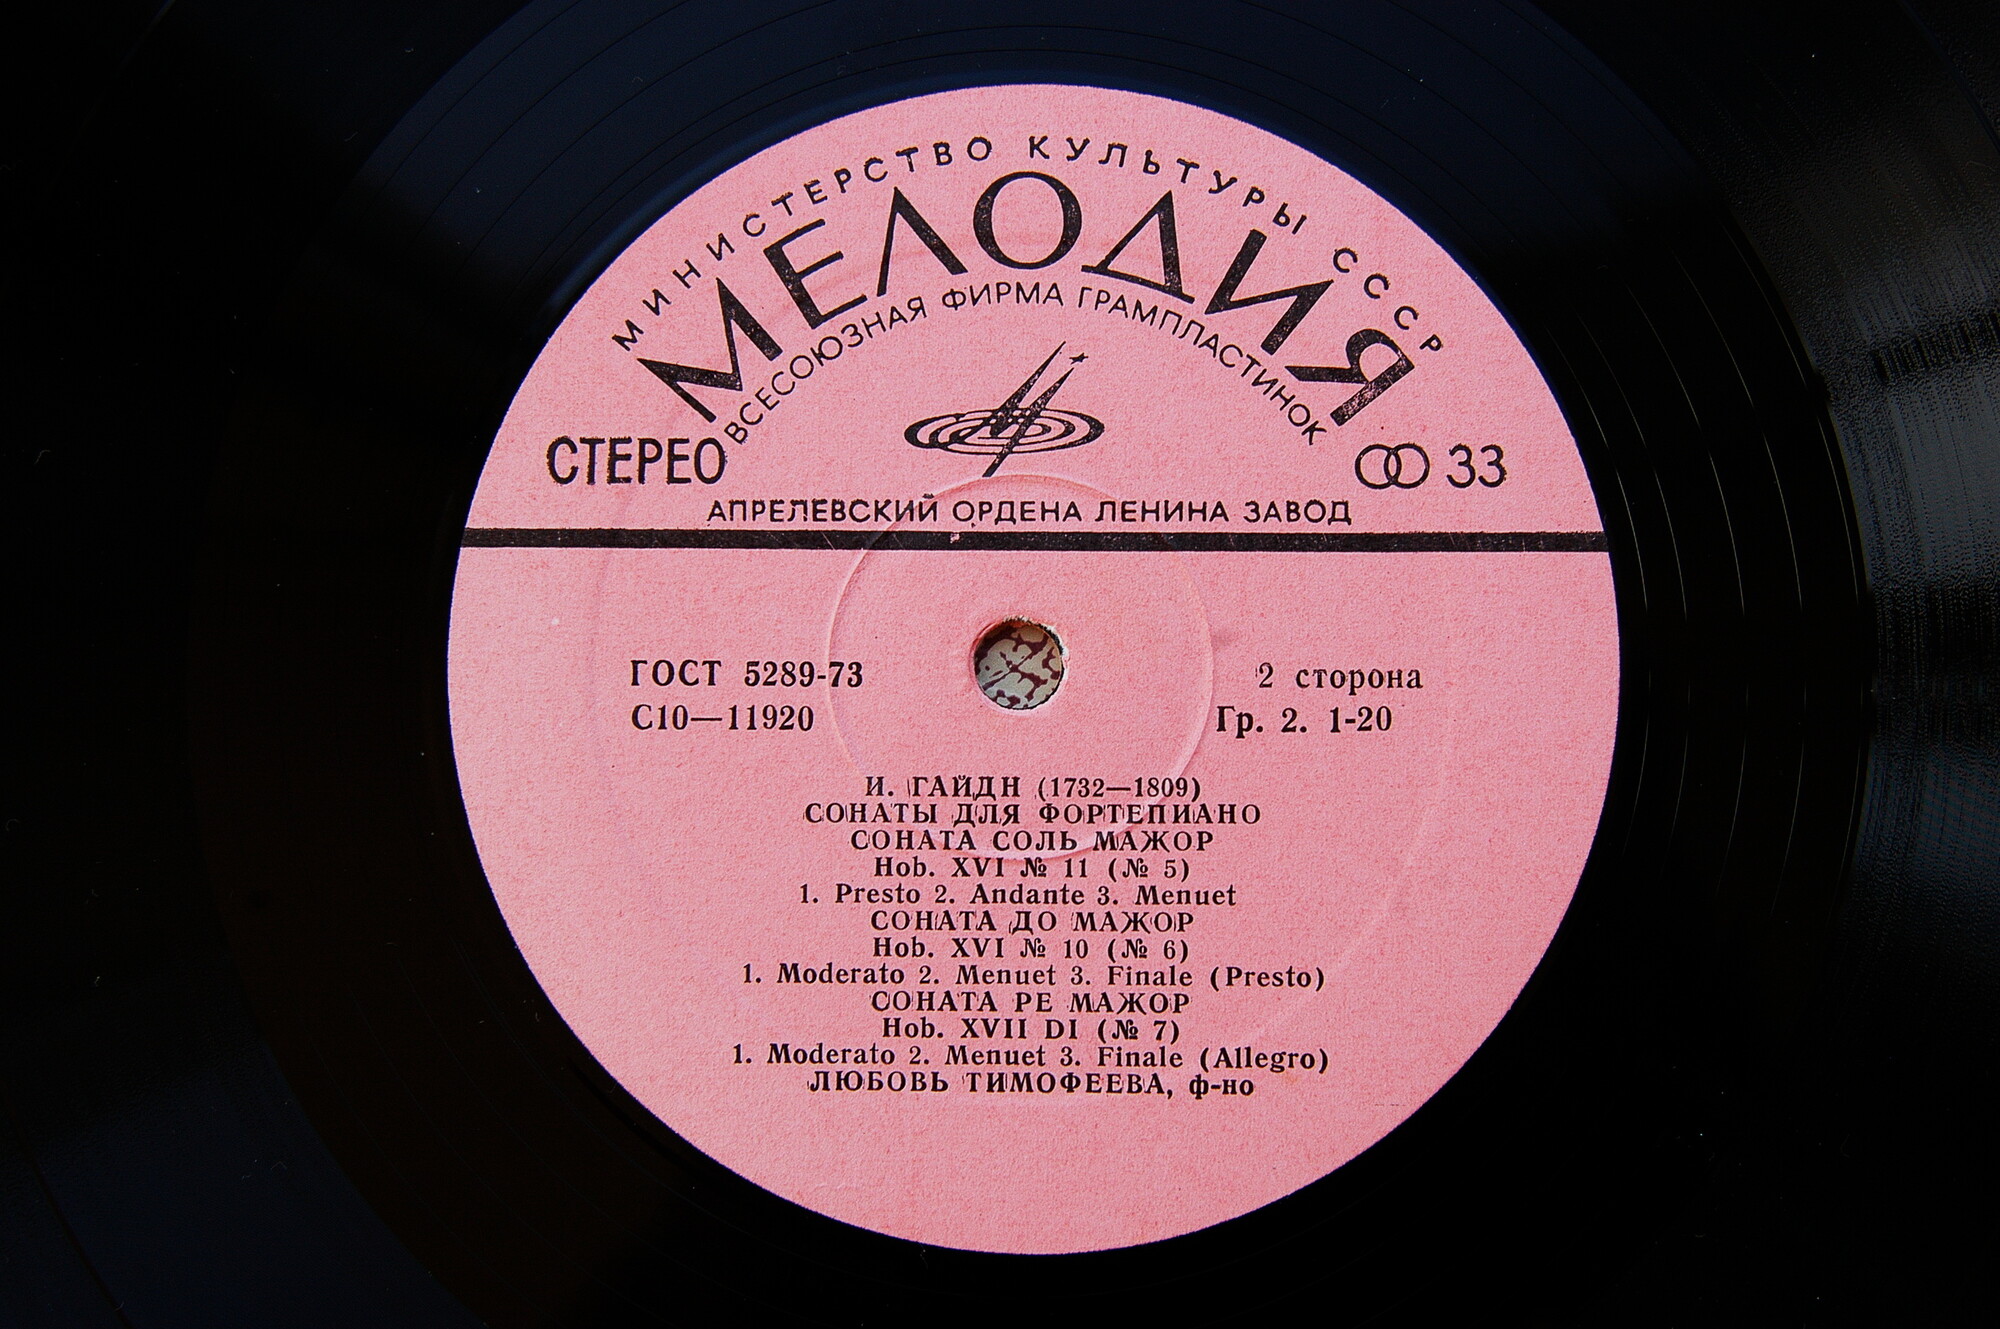 МИНИСТЕРСТВО КУЛЬТУРЫ СССР
МЕЛОДИЯ
ВСЕСОЮЗНАЯ ФИРМА ГРАМПЛАСТИНОК
СТЕРЕО
33
АПРЕЛЕВСКИЙ ОРДЕНА ЛЕНИНА ЗАВОД
ГОСТ 5289-73
2 сторона
С10—11920
Гр. 2. 1-20
И. ГАЙДН (1732—1809)
СОНАТЫ ДЛЯ ФОРТЕПИАНО
СОНАТА СОЛЬ МАЖОР
Hob. XVI № 11 (№ 5)
1. Presto 2. Andante 3. Menuet
СОНАТА ДО МАЖОР
Hob. XVI № 10 (№ 6)
1. Moderato 2. Menuet 3. Finale (Presto)
СОНАТА РЕ МАЖОР
Hob. XVII DI (№ 7)
1. Moderato 2. Menuet 3. Finale (Allegro)
ЛЮБОВЬ ТИМОФЕЕВА, ф-но